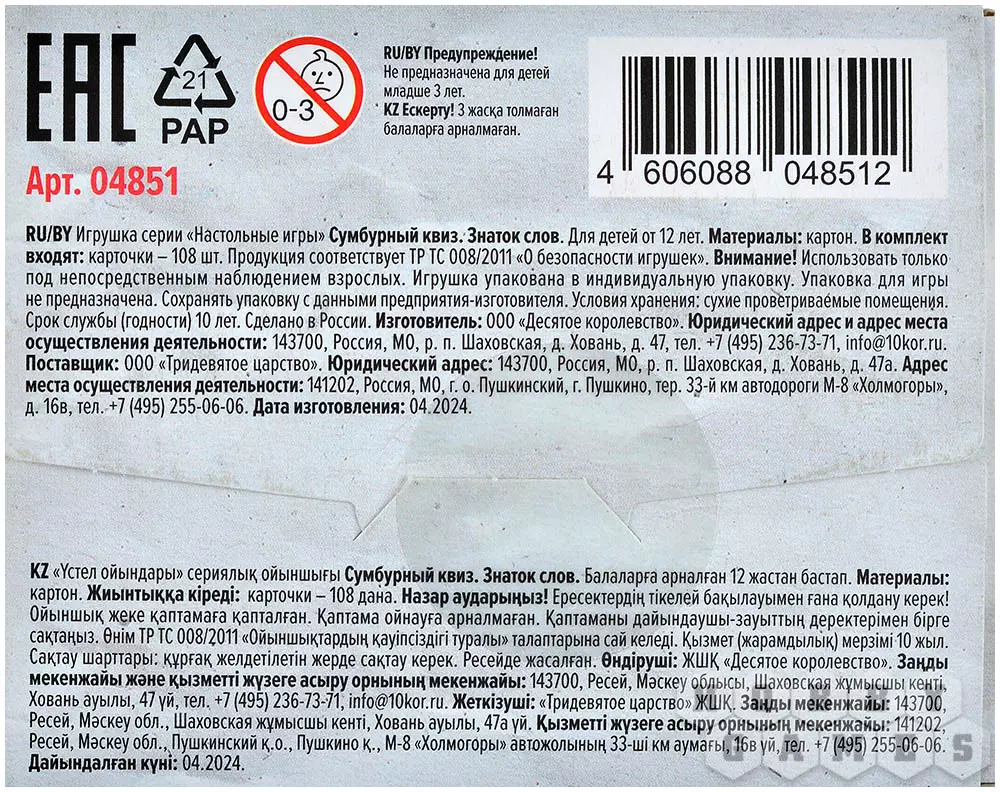 EAC
21
PAP
0-3
RU/BY Предупреждение!
Не предназначена для детей
младше 3 лет.
KZ Ескерту! 3 жасқа толмаған
балаларға арналмаған.
4 606088 048512
Арт. 04851
RU/BY Игрушка серии «Настольные игры» Сумбурный квиз. Знаток слов. Для детей от 12 лет. Материалы: картон. В комплект
входят: карточки – 108 шт. Продукция соответствует ТР ТС 008/2011 «О безопасности игрушек». Внимание! Использовать только
под непосредственным наблюдением взрослых. Игрушка упакована в индивидуальную упаковку. Упаковка для игры
не предназначена. Сохранять упаковку с данными предприятия-изготовителя. Условия хранения: сухие проветриваемые помещения.
Срок службы (годности) 10 лет. Сделано в России. Изготовитель: ООО «Десятое королевство». Юридический адрес и адрес места
осуществления деятельности: 143700, Россия, МО, р. п. Шаховская, д. Ховань, д. 47, тел. +7 (495) 236-73-71, info@10kor.ru.
Поставщик: ООО «Тридевятое царство». Юридический адрес: 143700, Россия, МО, р. п. Шаховская, д. Ховань, д. 47а. Адрес
места осуществления деятельности: 141202, Россия, МО, г. о. Пушкинский, г. Пушкино, тер. 33-й км автодороги М-8 «Холмогоры»,
д. 16в, тел. +7 (495) 255-06-06. Дата изготовления: 04.2024.
KZ «Үстел ойындары» сериялық ойыншығы Сумбурный квиз. Знаток слов. Балаларға арналған 12 жастан бастап. Материалы:
картон. Жиынтыққа кіреді: карточки – 108 дана. Назар аударыңыз! Ересектердің тікелей бақылауымен ғана қолдану керек!
Ойыншық жеке қаптамаға қапталған. Қаптама ойнауға арналмаған. Қаптаманы дайындаушы-зауыттың деректерімен бірге
сақтаңыз. Өнім ТР ТС 008/2011 «Ойыншықтардың қауіпсіздігі туралы» талаптарына сай келеді. Қызмет (жарамдылық) мерзімі 10 жыл.
Сақтау шарттары: құрғақ желдетілетін жерде сақтау керек. Ресейде жасалған. Өндіруші: ЖШҚ «Десятое королевство». Заңды
мекенжайы және қызметті жүзеге асыру орнының мекенжайы: 143700, Ресей, Мәскеу облысы, Шаховская жұмысшы кенті,
Ховань ауылы, 47 үй, тел. +7 (495) 236-73-71, info@10kor.ru. Жеткізуші: «Тридевятое царство» ЖШҚ. Заңды мекенжайы: 143700,
Ресей, Мәскеу обл., Шаховская жұмысшы кенті, Ховань ауылы, 47а үй. Қызметті жүзеге асыру орнының мекенжайы: 141202,
Ресей, Мәскеу обл., Пушкинский қ.о., Пушкино қ., М-8 «Холмогоры» автожолының 33-ші км аумағы, 16в үй, тел. +7 (495) 255-06-06.
Дайындалған күні: 04.2024.
HOBBY
GAMES